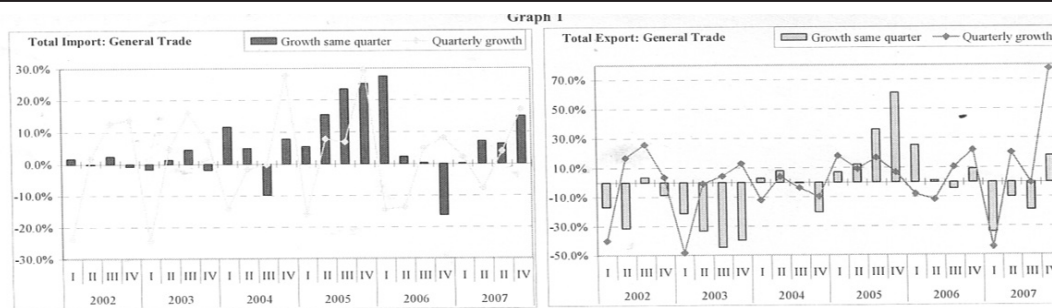 Graph 1
Total Import: General Trade
Growth same quarter
Quarterly growth
30.0%
20.0%
10.0%
0.0%
-10.0%
-20.0%
-30.0%
I II III IV I II III IV I II III IV I II III IV I II III IV I II II IV
2002 2003 2004 2005 2006 2007
Total Export: General Trade
Growth same quarter
Quarterly growth
70.0%
50.0%
30.0%
10.0%
-10.0%
-30.0%
-50.0%
I II III IV I II III IV I II III IV I II III IV I II III IV I II III IV
2002 2003 2004 2005 2006 2007